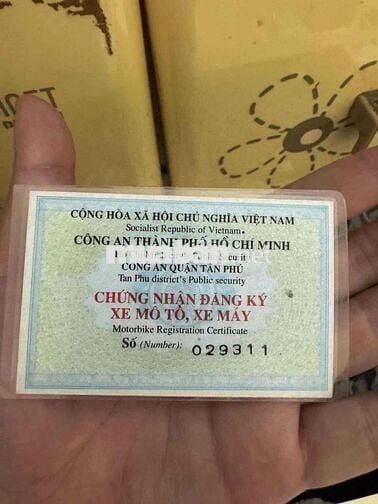 CỘNG HÒA XÃ HỘI CHỦ NGHĨA VIỆT NAM
Socialist Republic of Vietnam
CÔNG AN THÀNH PHỐ HỒ CHÍ MINH
CÔNG AN QUẬN TÂN PHÚ
Tan Phu district's Public security
CHỨNG NHẬN ĐĂNG KÝ
XE MÔ TÔ, XE MÁY
Motorbike Registration Certificate
Số (Number): 029311